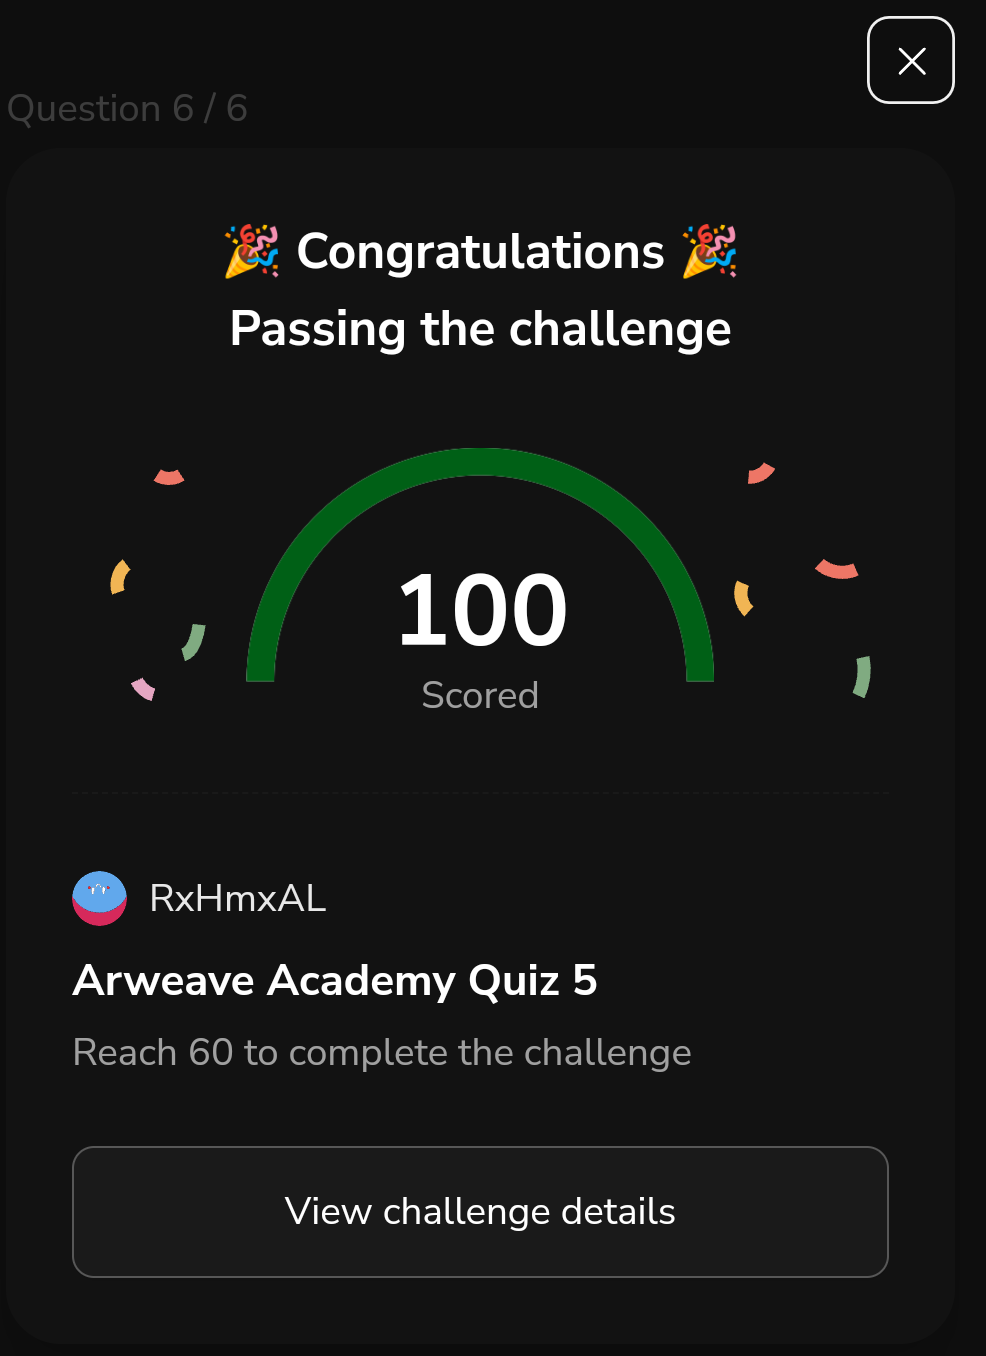 Question 6 / 6
🎉 Congratulations 🎉
Passing the challenge
100
Scored
RxHmxAL
Arweave Academy Quiz 5
Reach 60 to complete the challenge
View challenge details